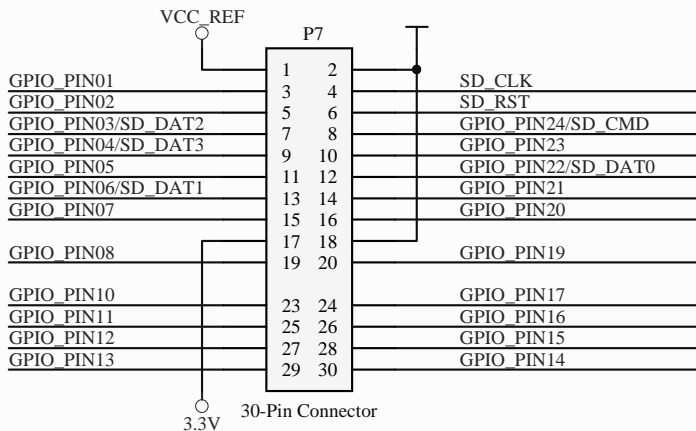 VCC_REF
P7
1 2
GPIO_PIN01 3 4 SD_CLK
GPIO_PIN02 5 6 SD_RST
GPIO_PIN03/SD_DAT2 7 8 GPIO_PIN24/SD_CMD
GPIO_PIN04/SD_DAT3 9 10 GPIO_PIN23
GPIO_PIN05 11 12 GPIO_PIN22/SD_DAT0
GPIO_PIN06/SD_DAT1 13 14 GPIO_PIN21
GPIO_PIN07 15 16 GPIO_PIN20
17 18
GPIO_PIN08 19 20 GPIO_PIN19
GPIO_PIN10 23 24 GPIO_PIN17
GPIO_PIN11 25 26 GPIO_PIN16
GPIO_PIN12 27 28 GPIO_PIN15
GPIO_PIN13 29 30 GPIO_PIN14
30-Pin Connector
3.3V